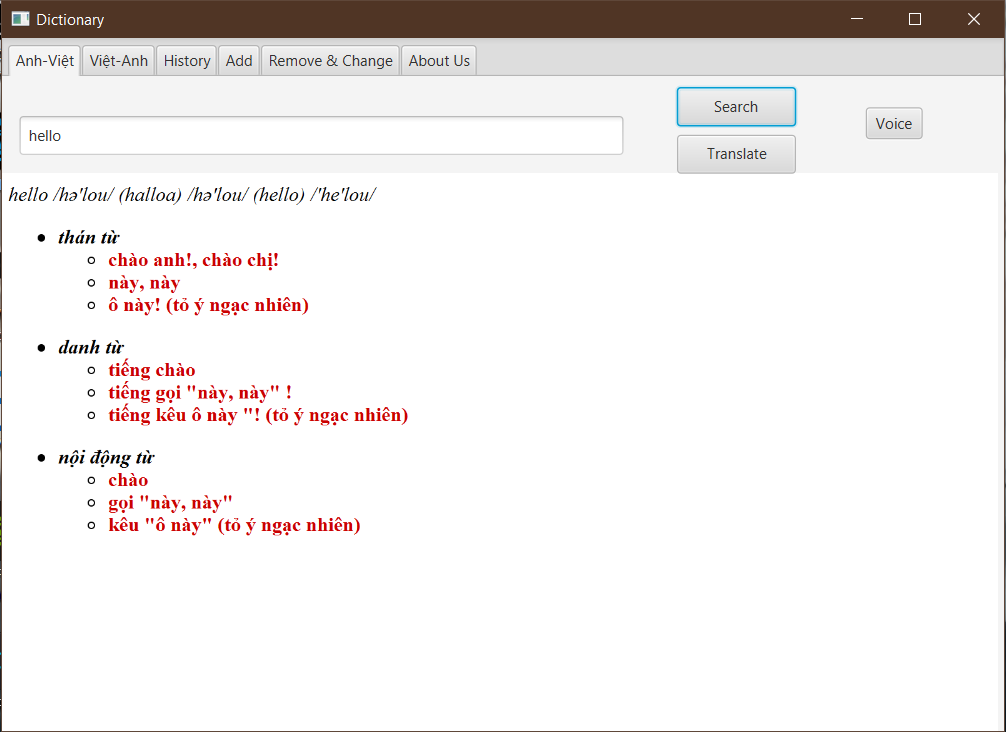 Dictionary
Anh-Việt Việt-Anh History Add Remove & Change About Us
Search
hello
Voice
Translate
hello /hə'lou/ (halloa) /hə'lou/ (hello) /'he'lou/
thán từ
chào anh!, chào chị!
này, này
ô này! (tỏ ý ngạc nhiên)
danh từ
tiếng chào
tiếng gọi "này, này" !
tiếng kêu ô này "! (tỏ ý ngạc nhiên)
nội động từ
chào
gọi "này, này"
kêu "ô này" (tỏ ý ngạc nhiên)